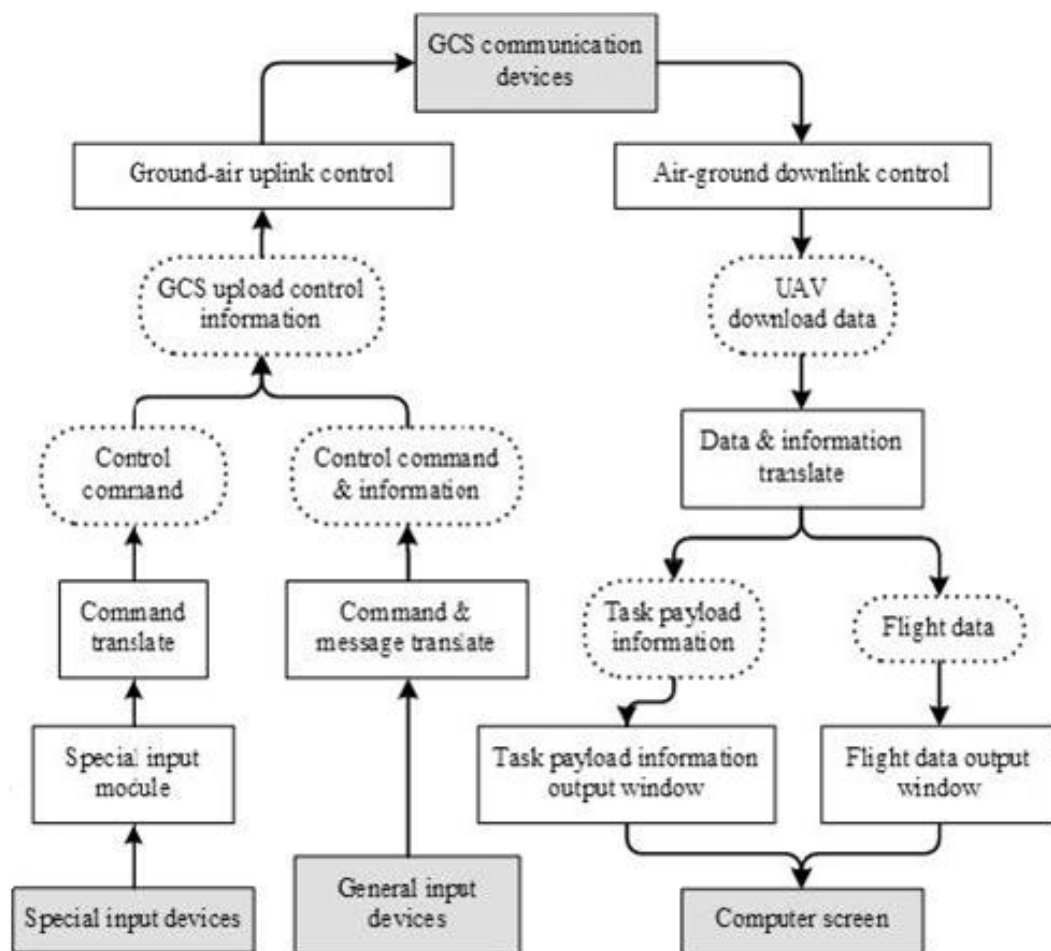 GCS communication
devices
Ground-air uplink control
Air-ground downlink control
GCS upload control
information
UAV
download data
Control
command
Control command
& information
Data & information
translate
Command
translate
Command &
message translate
Task payload
information
Flight data
Special input
module
Task payload information
output window
Flight data output
window
Special input devices
General input
devices
Computer screen